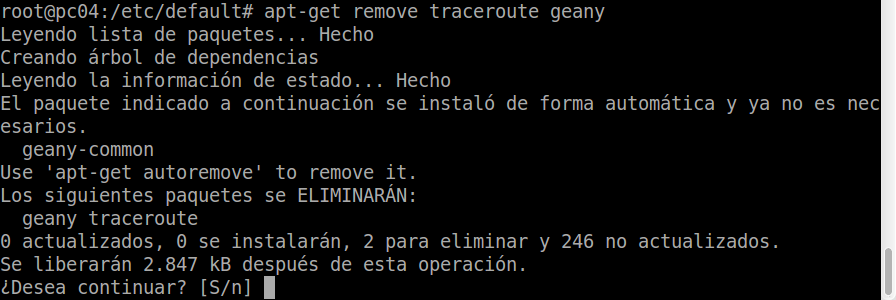 root@pc04:/etc/default# apt-get remove traceroute geany
Leyendo lista de paquetes... Hecho
Creando árbol de dependencias
Leyendo la información de estado... Hecho
El paquete indicado a continuación se instaló de forma automática y ya no es nec
esarios.
  geany-common
Use 'apt-get autoremove' to remove it.
Los siguientes paquetes se ELIMINARÁN:
  geany traceroute
0 actualizados, 0 se instalarán, 2 para eliminar y 246 no actualizados.
Se liberarán 2.847 kB después de esta operación.
¿Desea continuar? [S/n]